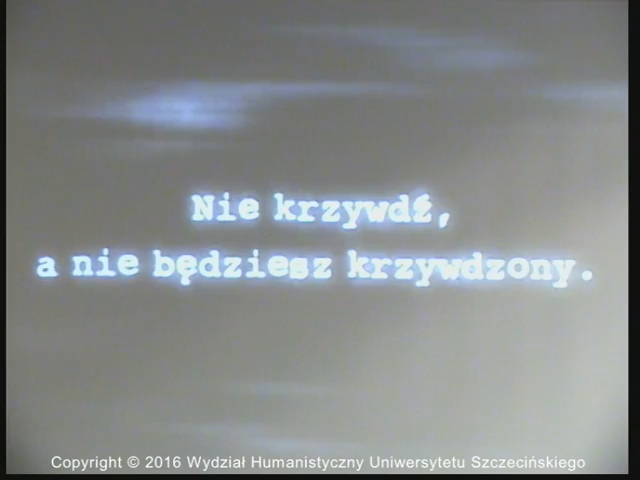 Nie krzywdź,
a nie będziesz krzywdzony.
Copyright © 2016 Wydział Humanistyczny Uniwersytetu Szczecińskiego